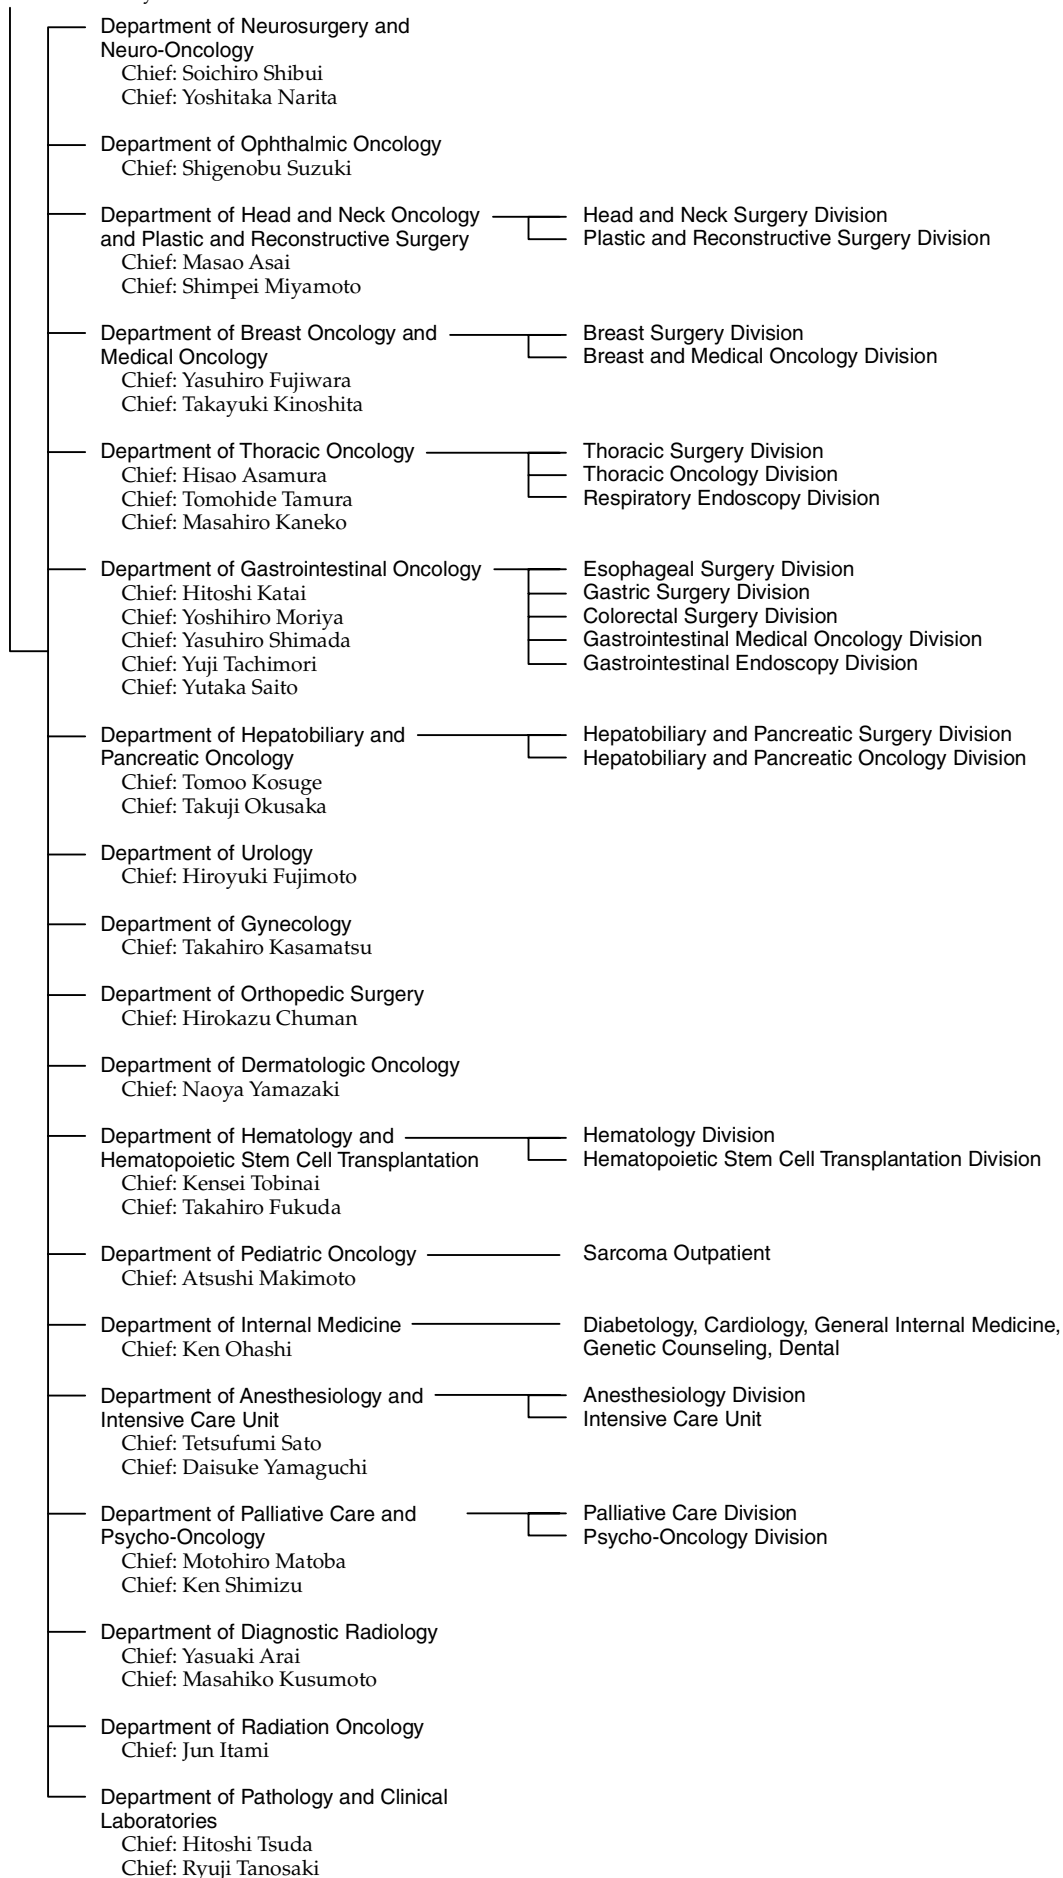 Department of Neurosurgery and
Neuro-Oncology
Chief: Soichiro Shibui
Chief: Yoshitaka Narita
Department of Ophthalmic Oncology
Chief: Shigenobu Suzuki
Department of Head and Neck Oncology
and Plastic and Reconstructive Surgery
Chief: Masao Asai
Chief: Shimpei Miyamoto
Head and Neck Surgery Division
Plastic and Reconstructive Surgery Division
Department of Breast Oncology and
Medical Oncology
Chief: Yasuhiro Fujiwara
Chief: Takayuki Kinoshita
Breast Surgery Division
Breast and Medical Oncology Division
Department of Thoracic Oncology
Chief: Hisao Asamura
Chief: Tomohide Tamura
Chief: Masahiro Kaneko
Thoracic Surgery Division
Thoracic Oncology Division
Respiratory Endoscopy Division
Department of Gastrointestinal Oncology
Chief: Hitoshi Katai
Chief: Yoshihiro Moriya
Chief: Yasuhiro Shimada
Chief: Yuji Tachimori
Chief: Yutaka Saito
Esophageal Surgery Division
Gastric Surgery Division
Colorectal Surgery Division
Gastrointestinal Medical Oncology Division
Gastrointestinal Endoscopy Division
Department of Hepatobiliary and
Pancreatic Oncology
Chief: Tomoo Kosuge
Chief: Takuji Okusaka
Hepatobiliary and Pancreatic Surgery Division
Hepatobiliary and Pancreatic Oncology Division
Department of Urology
Chief: Hiroyuki Fujimoto
Department of Gynecology
Chief: Takahiro Kasamatsu
Department of Orthopedic Surgery
Chief: Hirokazu Chuman
Department of Dermatologic Oncology
Chief: Naoya Yamazaki
Department of Hematology and
Hematopoietic Stem Cell Transplantation
Chief: Kensei Tobinai
Chief: Takahiro Fukuda
Hematology Division
Hematopoietic Stem Cell Transplantation Division
Department of Pediatric Oncology
Chief: Atsushi Makimoto
Sarcoma Outpatient
Department of Internal Medicine
Chief: Ken Ohashi
Diabetology, Cardiology, General Internal Medicine,
Genetic Counseling, Dental
Department of Anesthesiology and
Intensive Care Unit
Chief: Tetsufumi Sato
Chief: Daisuke Yamaguchi
Anesthesiology Division
Intensive Care Unit
Department of Palliative Care and
Psycho-Oncology
Chief: Motohiro Matoba
Chief: Ken Shimizu
Palliative Care Division
Psycho-Oncology Division
Department of Diagnostic Radiology
Chief: Yasuaki Arai
Chief: Masahiko Kusumoto
Department of Radiation Oncology
Chief: Jun Itami
Department of Pathology and Clinical
Laboratories
Chief: Hitoshi Tsuda
Chief: Ryuji Tanosaki